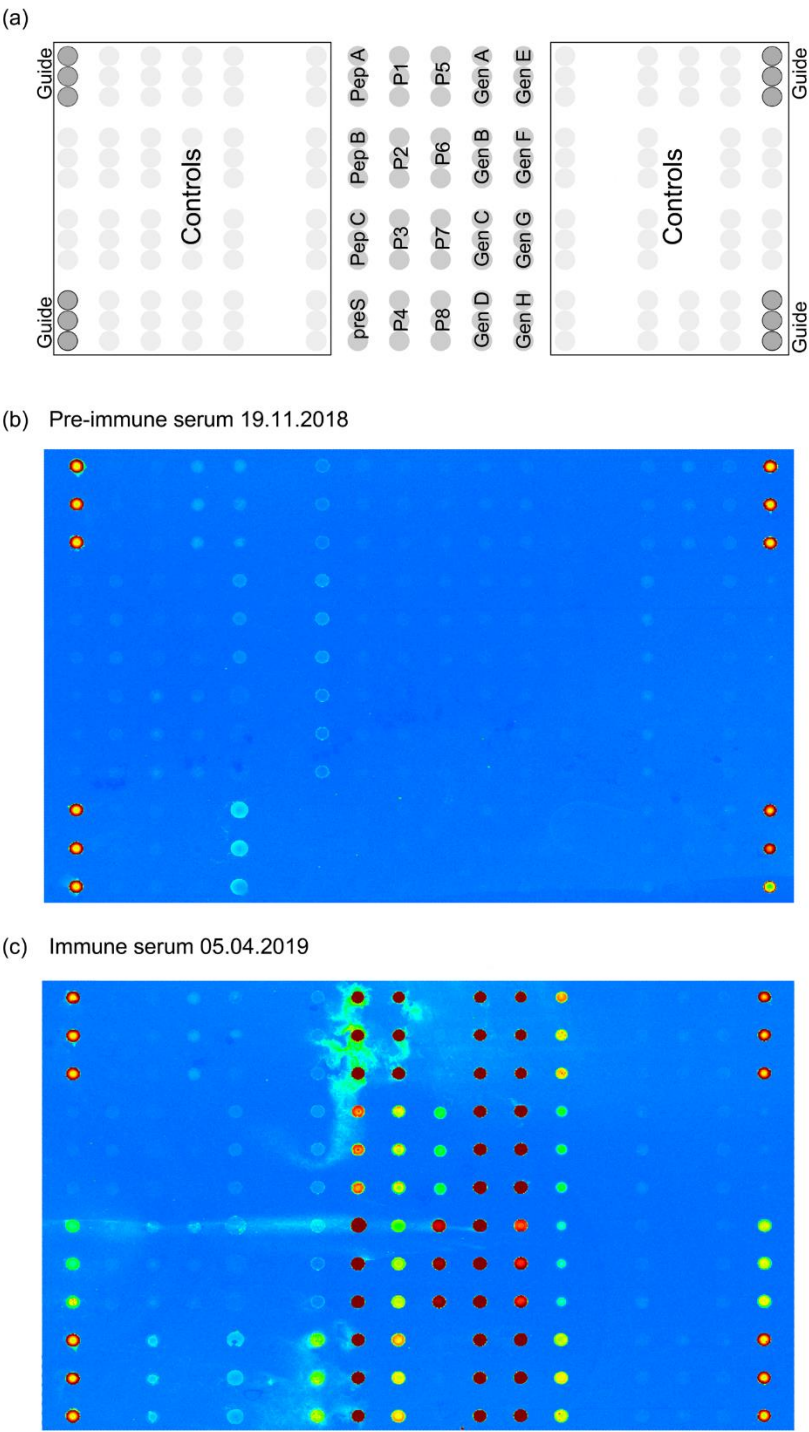 (a)
Guide
Controls
Guide
Pep A
P1
P5
Gen A
Gen E
Pep B
P2
P6
Gen B
Gen F
Pep C
P3
P7
Gen C
Gen G
preS
P4
P8
Gen D
Gen H
Guide
Controls
Guide
(b) Pre-immune serum 19.11.2018
(c) Immune serum 05.04.2019